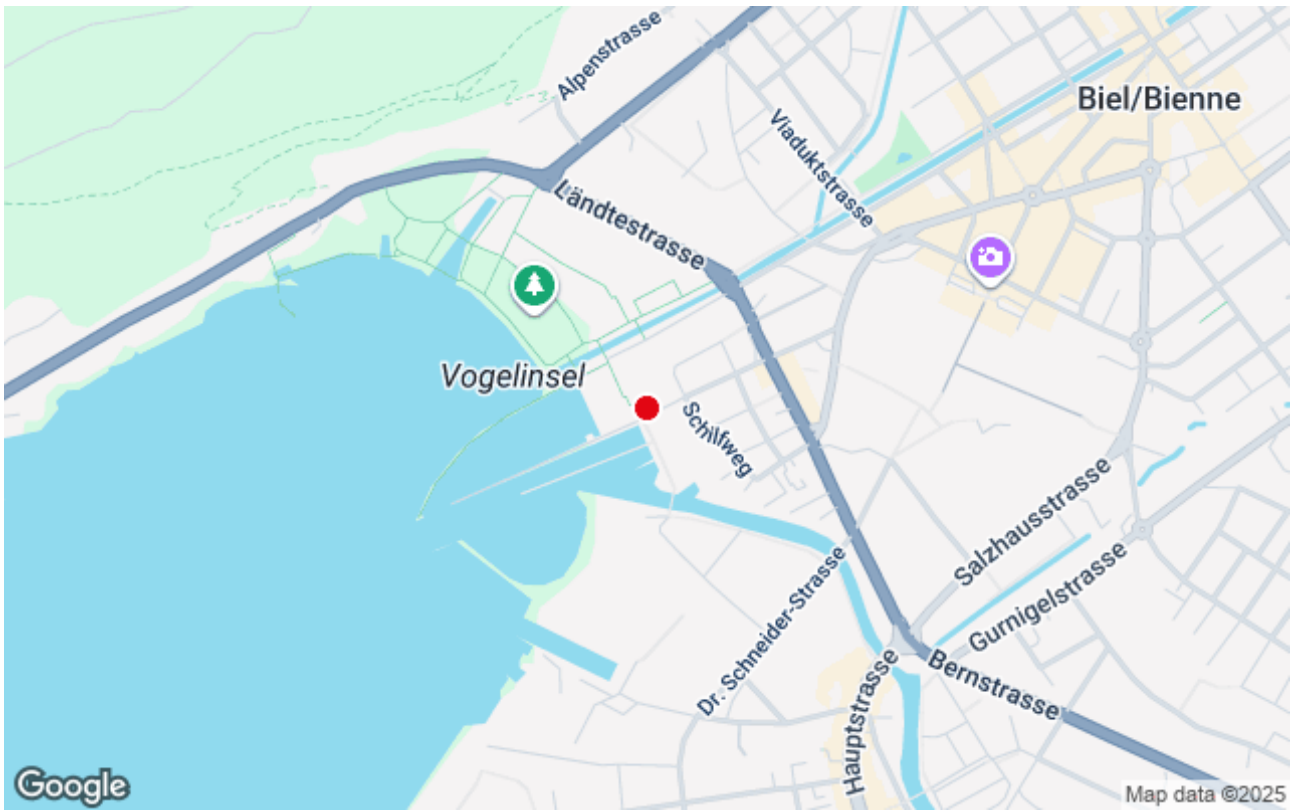 Alpenstrasse
Biel/Bienne
Viaduktstrasse
Ländtestrasse
Vogelinsel
Schilfweg
Salzhausstrasse
Dr. Schneider-Strasse
Gurnigelstrasse
Hauptstrasse
Bernstrasse
Google
Map data ©2025